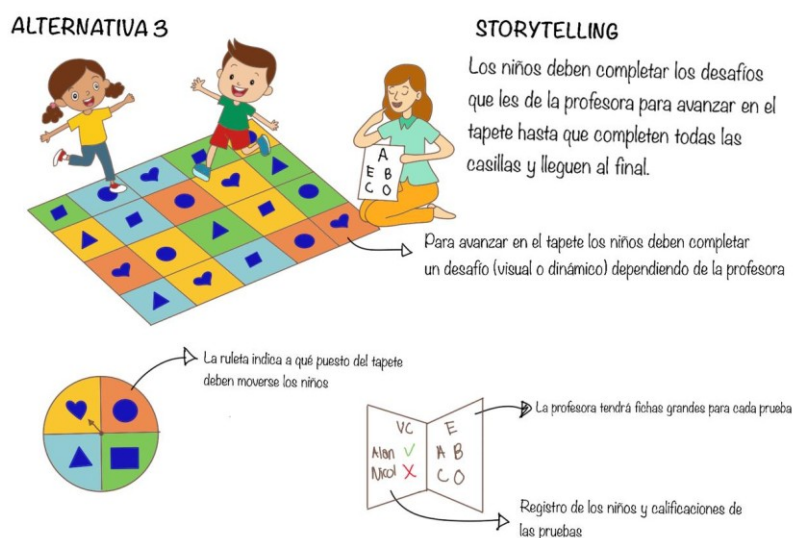 ALTERNATIVA 3
STORYTELLING
Los niños deben completar los desafíos
que les de la profesora para avanzar en el
tapete hasta que completen todas las
casillas y lleguen al final.
A
E B
C O
Para avanzar en el tapete los niños deben completar
un desafío (visual o dinámico) dependiendo de la profesora
La ruleta indica a qué puesto del tapete
deben moverse los niños
VC
Alan ✓
Nicol X
E
A B
C O
La profesora tendrá fichas grandes para cada prueba
Registro de los niños y calificaciones de
las pruebas